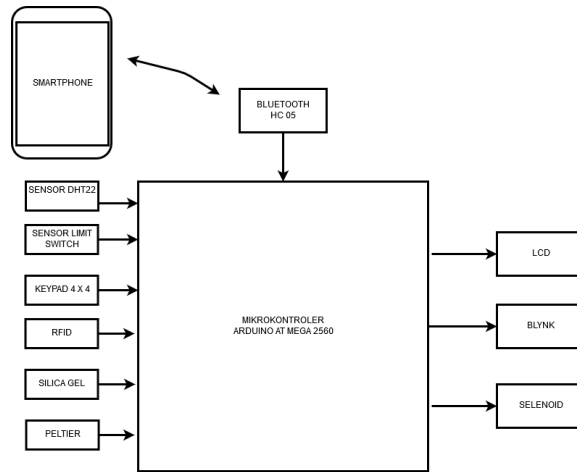 SMARTPHONE
BLUETOOTH
HC 05
SENSOR DHT22
SENSOR LIMIT
SWITCH
KEYPAD 4 X 4
RFID
SILICA GEL
PELTIER
MIKROKONTROLER
ARDUINO AT MEGA 2560
LCD
BLYNK
SELENOID